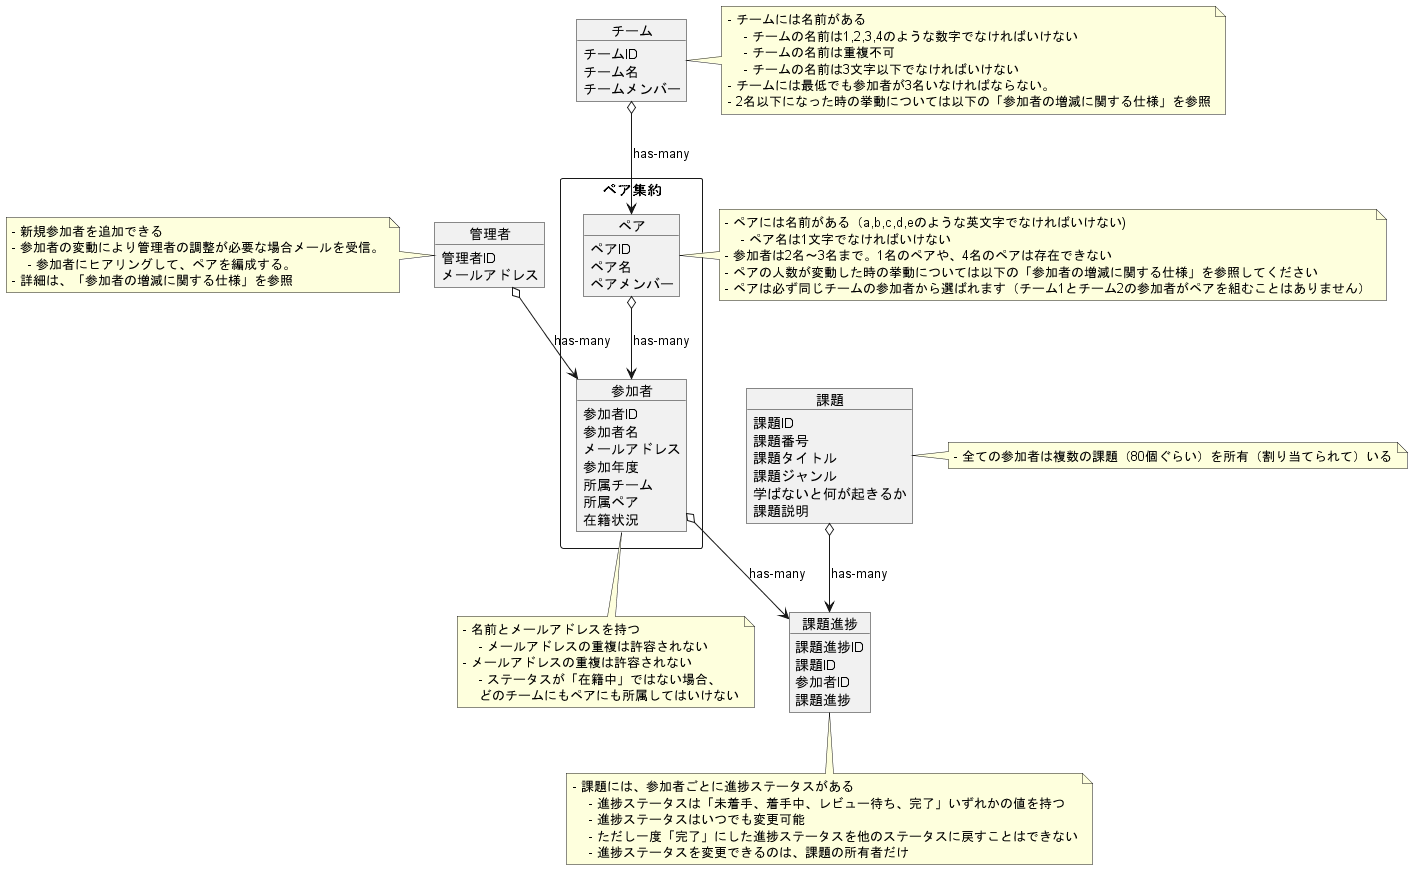 チーム
チームID
チーム名
チームメンバー
- チームには名前がある
- チームの名前は1,2,3,4のような数字でなければいけない
- チームの名前は重複不可
- チームの名前は3文字以下でなければいけない
- チームには最低でも参加者が3名いなければならない。
- 2名以下になった時の挙動については以下の「参加者の増減に関する仕様」を参照
has-many
ペア集約
- 新規参加者を追加できる
- 参加者の変動により管理者の調整が必要な場合メールを受信。
- 参加者にヒアリングして、ペアを編成する。
- 詳細は、「参加者の増減に関する仕様」を参照
管理者
管理者ID
メールアドレス
ペア
ペアID
ペア名
ペアメンバー
- ペアには名前がある（a,b,c,d,eのような英文字でなければいけない)
- ペア名は1文字でなければいけない
- 参加者は2名〜3名まで。1名のペアや、4名のペアは存在できない
- ペアの人数が変動した時の挙動については以下の「参加者の増減に関する仕様」を参照してください
- ペアは必ず同じチームの参加者から選ばれます（チーム1とチーム2の参加者がペアを組むことはありません）
has-many
has-many
参加者
参加者ID
参加者名
メールアドレス
参加年度
所属チーム
所属ペア
在籍状況
課題
課題ID
課題番号
課題タイトル
課題ジャンル
学ばないと何が起きるか
課題説明
- 全ての参加者は複数の課題（80個ぐらい）を所有（割り当てられて）いる
has-many
has-many
- 名前とメールアドレスを持つ
- メールアドレスの重複は許容されない
- メールアドレスの重複は許容されない
- ステータスが「在籍中」ではない場合、
どのチームにもペアにも所属してはいけない
課題進捗
課題進捗ID
課題ID
参加者ID
課題進捗
- 課題には、参加者ごとに進捗ステータスがある
- 進捗ステータスは「未着手、着手中、レビュー待ち、完了」いずれかの値を持つ
- 進捗ステータスはいつでも変更可能
- ただし一度「完了」にした進捗ステータスを他のステータスに戻すことはできない
- 進捗ステータスを変更できるのは、課題の所有者だけ